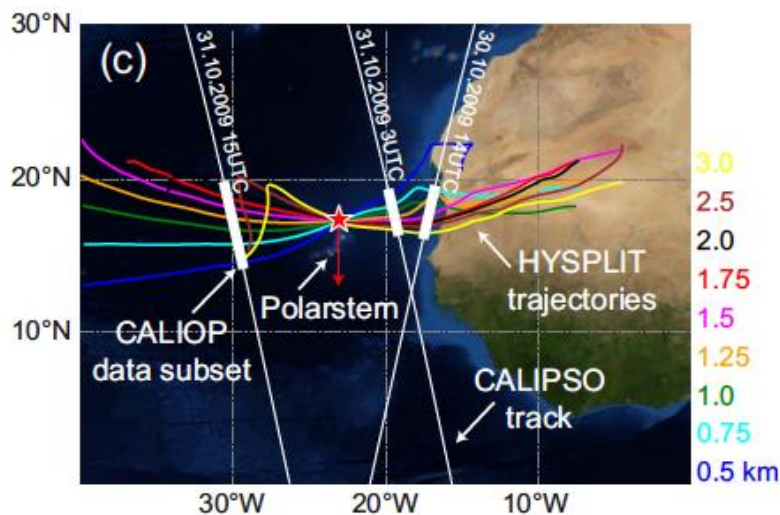 30°N
20°N
10°N
(c)
31.10.2009 15UTC
31.10.2009 3UTC
30.10.2009 14UTC
CALIOP
data subset
Polarstern
HYSPLIT
trajectories
CALIPSO
track
3.0
2.5
2.0
1.75
1.5
1.25
1.0
0.75
0.5 km
30°W
20°W
10°W